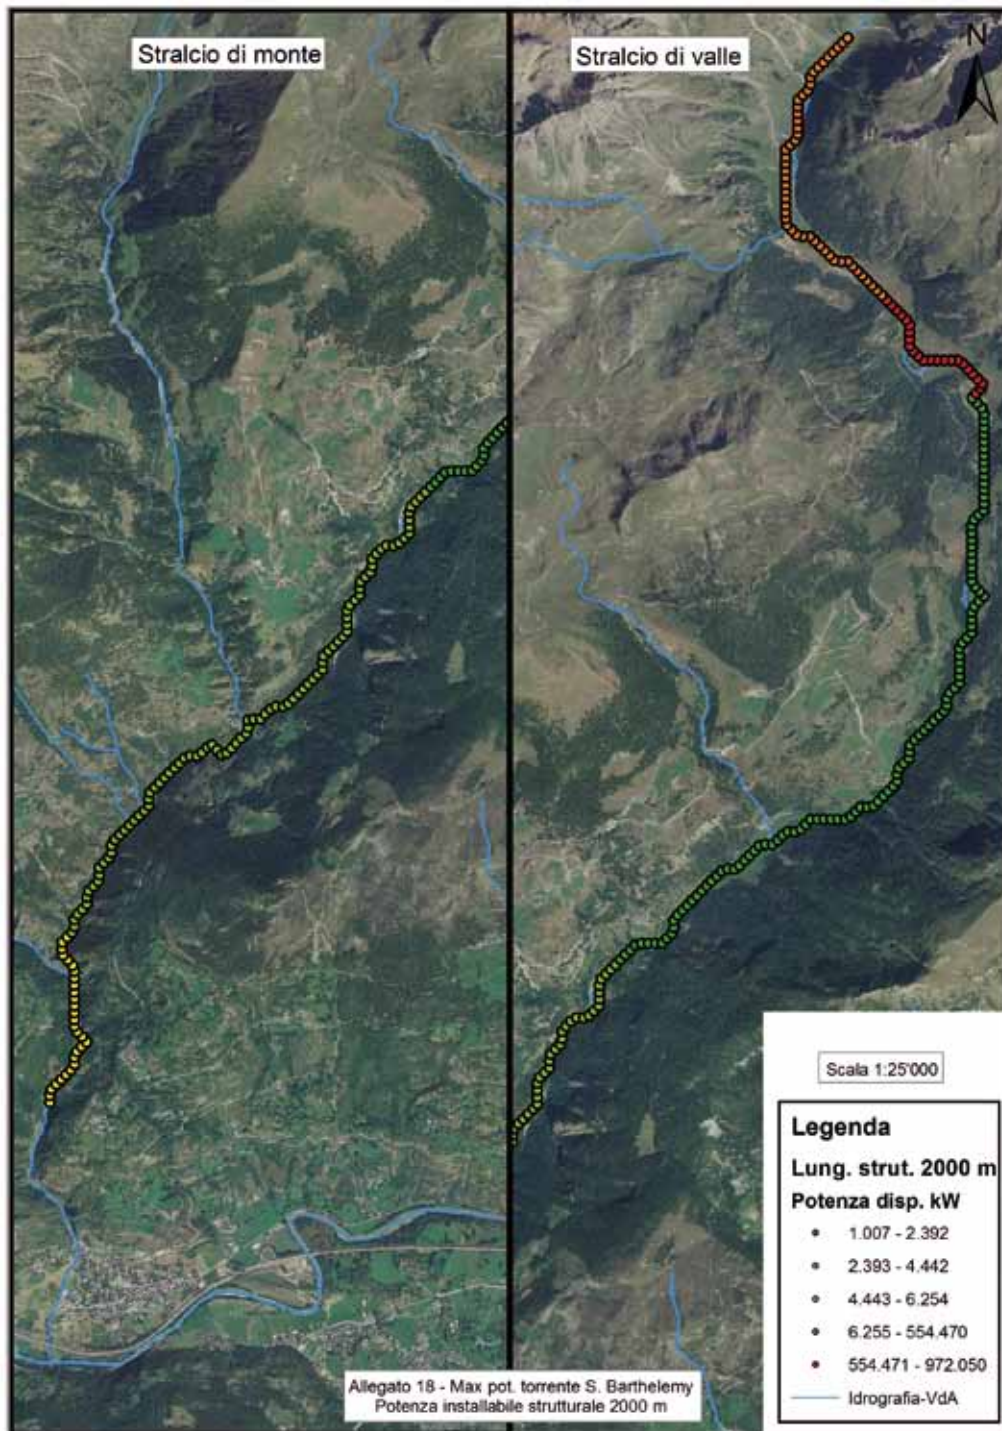 Stralcio di monte
Stralcio di valle
N
Scala 1:25'000
Legenda
Lung. strut. 2000 m
Potenza disp. kW
1.007 - 2.392
2.393 - 4.442
4.443 - 6.254
6.255 - 554.470
554.471 - 972.050
Idrografia-VdA
Allegato 18 - Max pot. torrente S. Barthelemy
Potenza installabile strutturale 2000 m